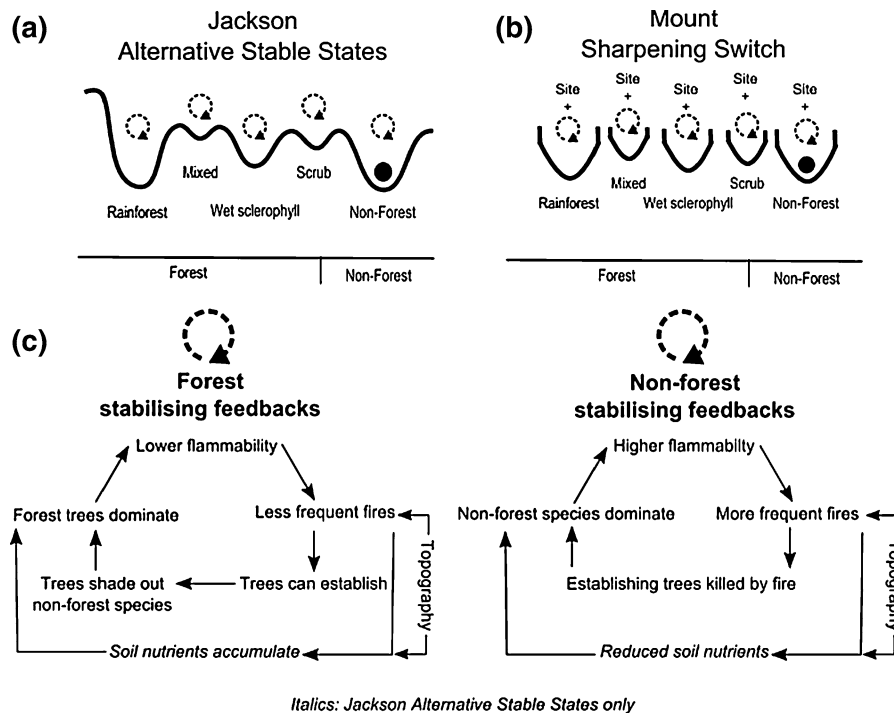 (a)
Jackson
Alternative Stable States
Mixed
Scrub
Rainforest
Wet sclerophyll
Non-Forest
Forest
Non-Forest
(b)
Mount
Sharpening Switch
Site
+
Site
+
Site
+
Site
+
Site
+
Mixed
Scrub
Rainforest
Wet sclerophyll
Non-Forest
Forest
Non-Forest
(c)
Forest
stabilising feedbacks
Lower flammability
Forest trees dominate
Less frequent fires
Trees shade out
non-forest species
Trees can establish
Topography
Soil nutrients accumulate
Non-forest
stabilising feedbacks
Higher flammabilty
Non-forest species dominate
More frequent fires
Establishing trees killed by fire
Topography
Reduced soil nutrients
Italics: Jackson Alternative Stable States only